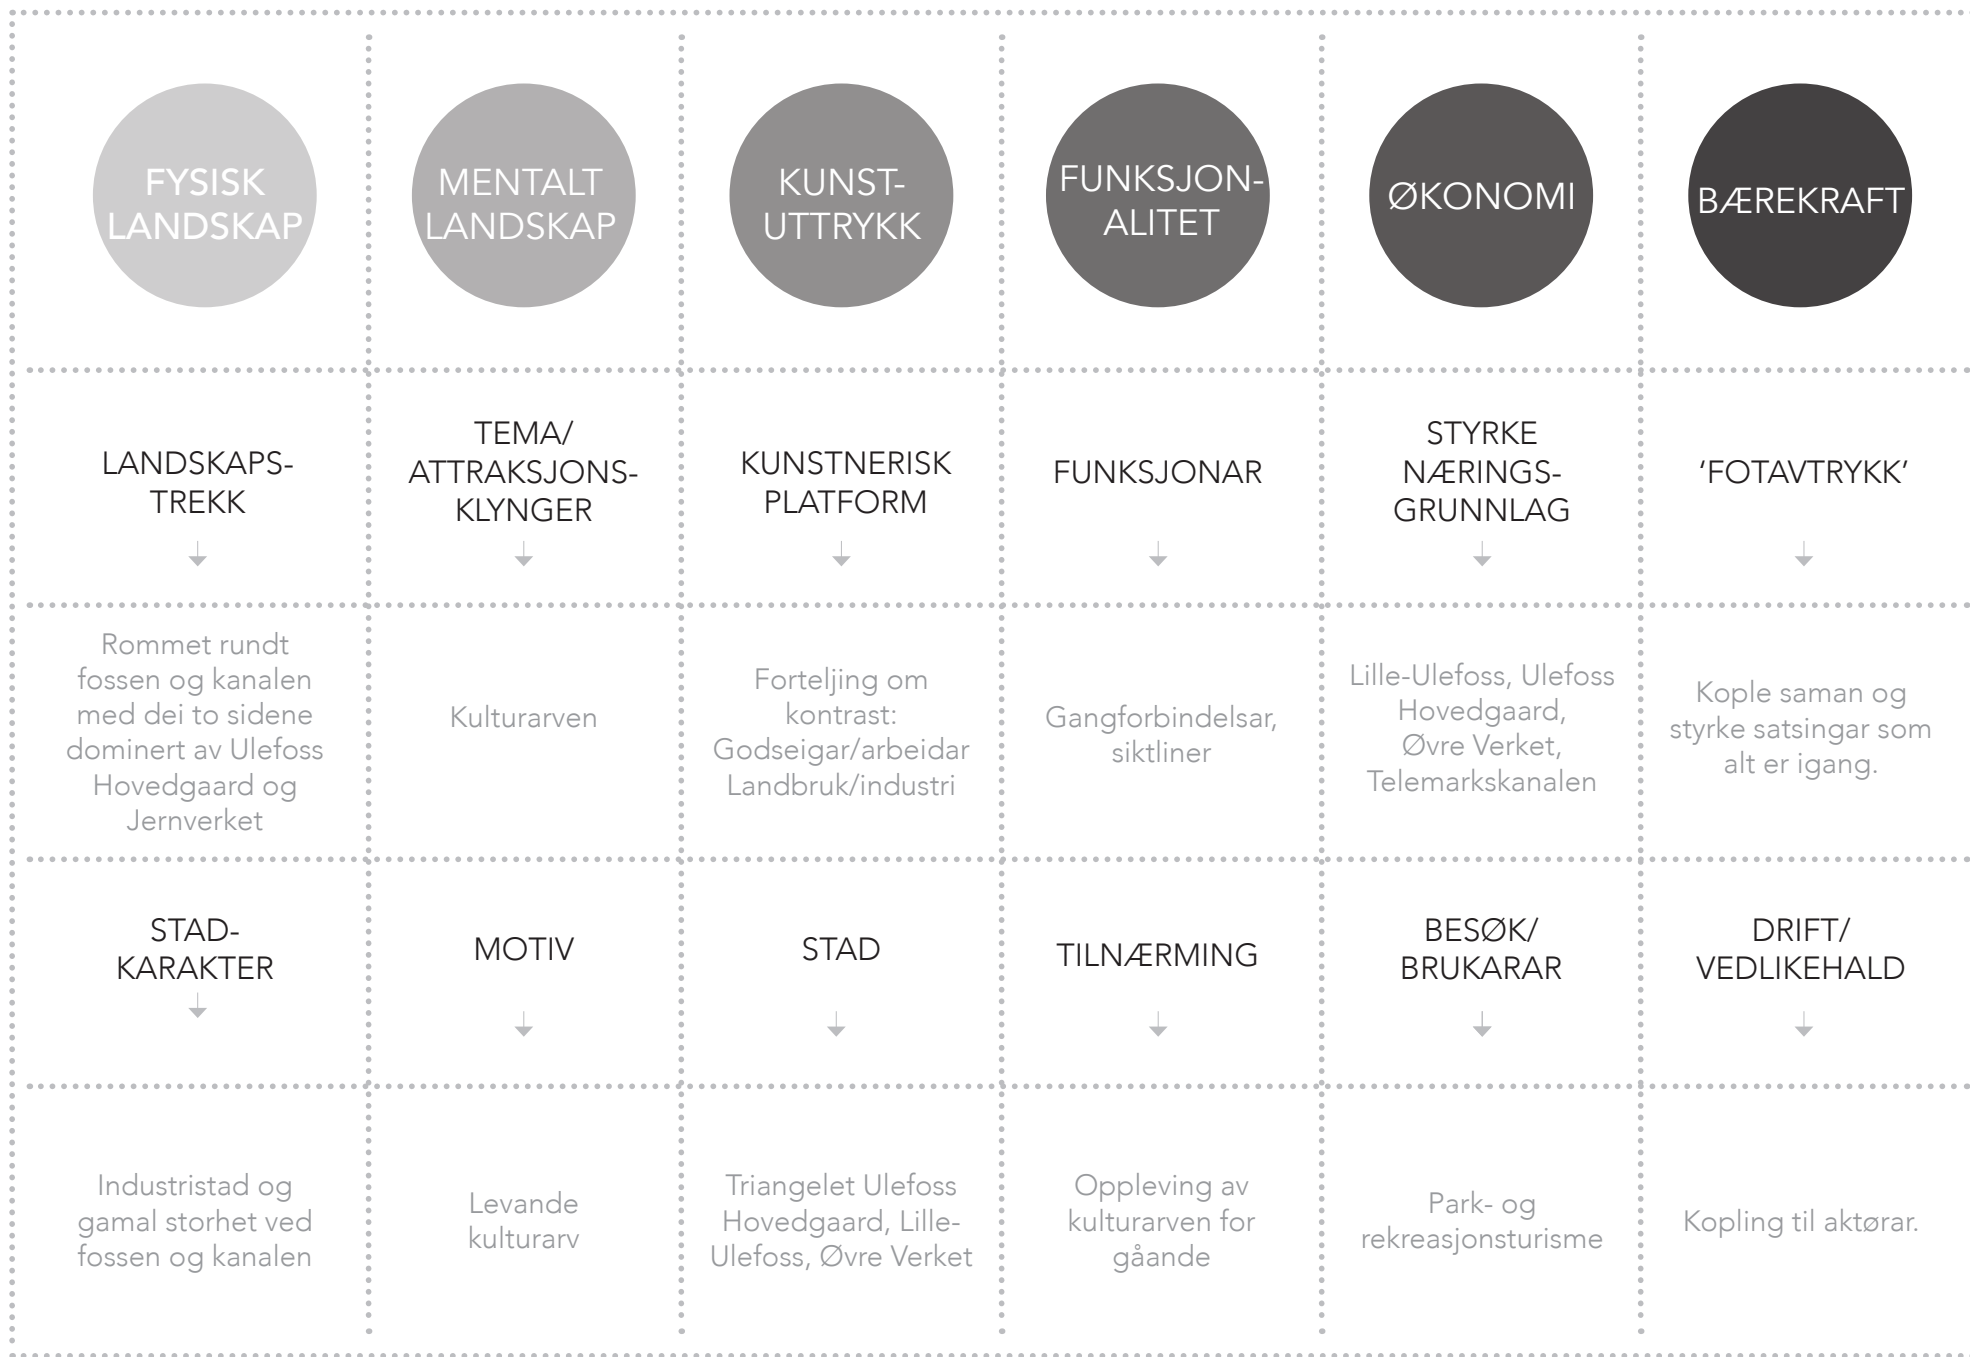 FYSISK
LANDSKAP
MENTALT
LANDSKAP
KUNST-
UTTRYKK
FUNKSJON-
ALITET
ØKONOMI
BÆREKRAFT
LANDSKAPS-
TREKK
TEMA/
ATTRAKSJONS-
KLYNGER
KUNSTNERISK
PLATFORM
FUNKSJONAR
STYRKE
NÆRINGS-
GRUNNLAG
‘FOTAVTRYKK’
Rommet rundt
fossen og kanalen
med dei to sidene
dominert av Ulefoss
Hovedgaard og
Jernverket
Kulturarven
Forteljing om
kontrast:
Godseigar/arbeidar
Landbruk/industri
Gangforbindelsar,
siktliner
Lille-Ulefoss, Ulefoss
Hovedgaard,
Øvre Verket,
Telemarkskanalen
Kople saman og
styrke satsingar som
alt er igang.
STAD-
KARAKTER
MOTIV
STAD
TILNÆRMING
BESØK/
BRUKARAR
DRIFT/
VEDLIKEHALD
Industristad og
gamal storhet ved
fossen og kanalen
Levande
kulturarv
Triangelet Ulefoss
Hovedgaard, Lille-
Ulefoss, Øvre Verket
Oppleving av
kulturarven for
gåande
Park- og
rekreasjonsturisme
Kopling til aktørar.